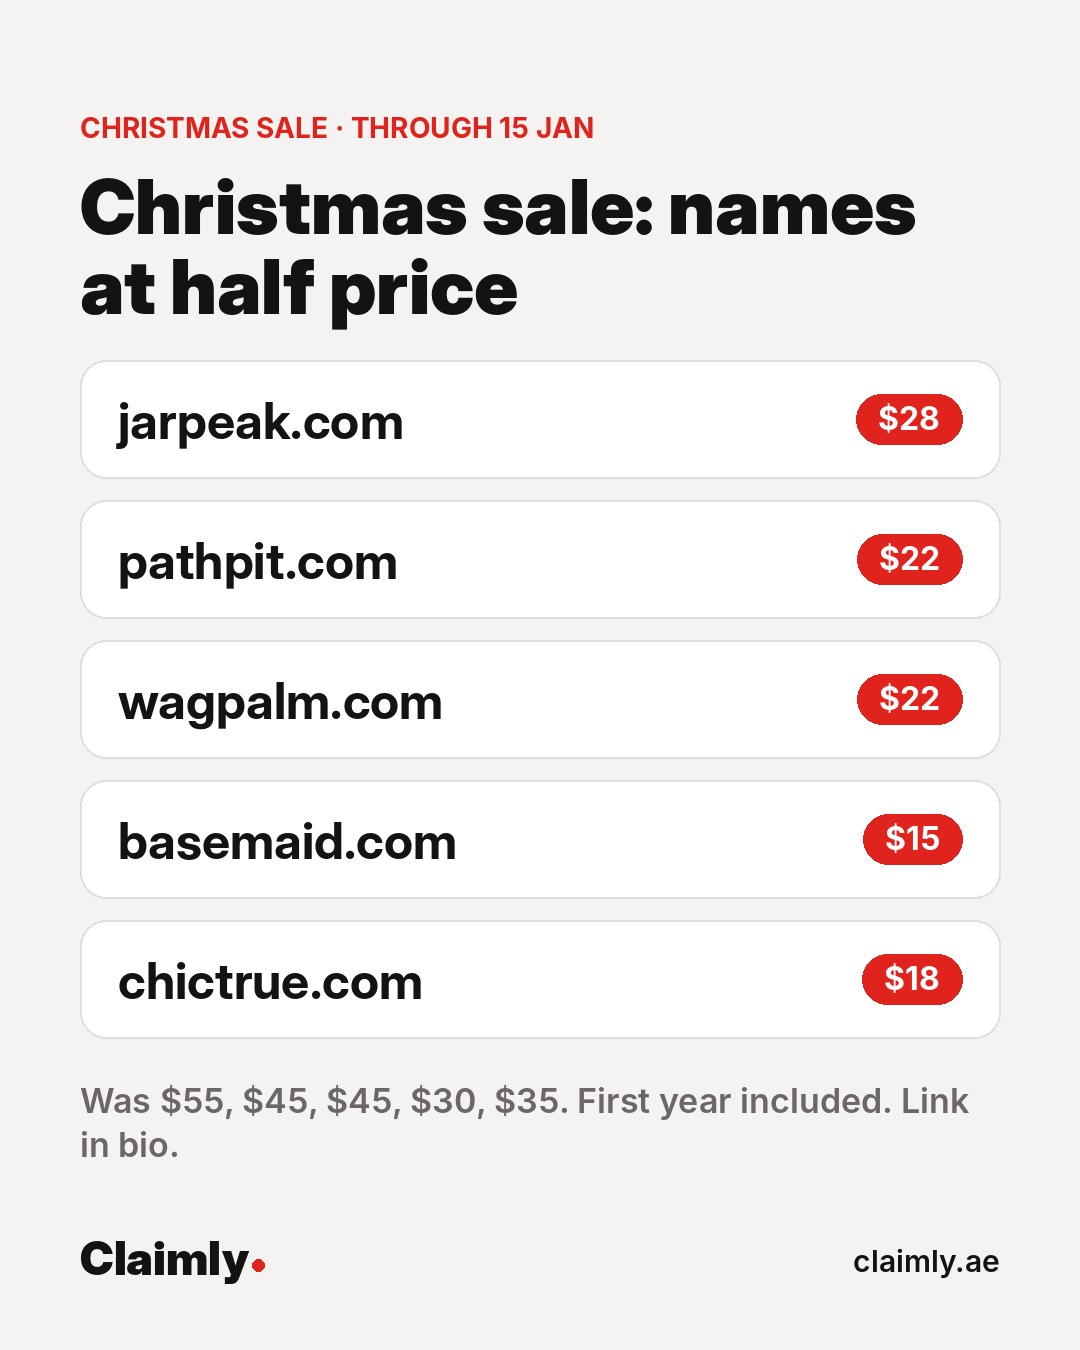 CHRISTMAS SALE · THROUGH 15 JAN
Christmas sale: names
at half price
jarpeak.com $28
pathpit.com $22
wagpalm.com $22
basemaid.com $15
chictrue.com $18
Was $55, $45, $45, $30, $35. First year included. Link
in bio.
Claimly. claimly.ae